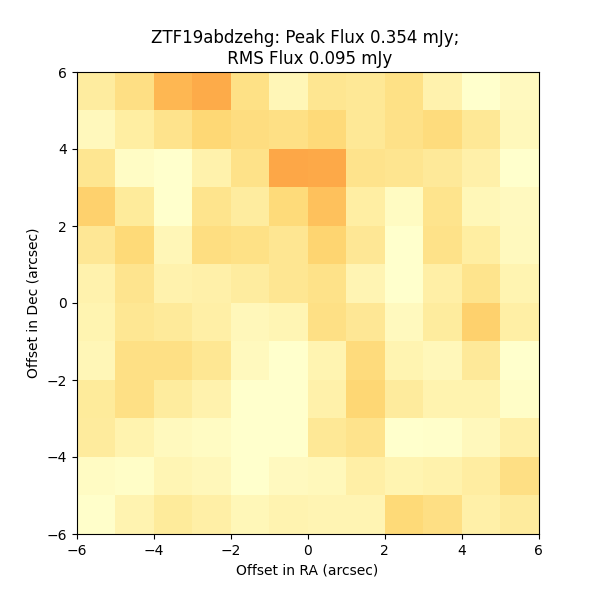 ZTF19abdzehg: Peak Flux 0.354 mJy;
RMS Flux 0.095 mJy
6
4
2
0
−2
−4
−6
Offset in Dec (arcsec)
−6 −4 −2 0 2 4 6
Offset in RA (arcsec)